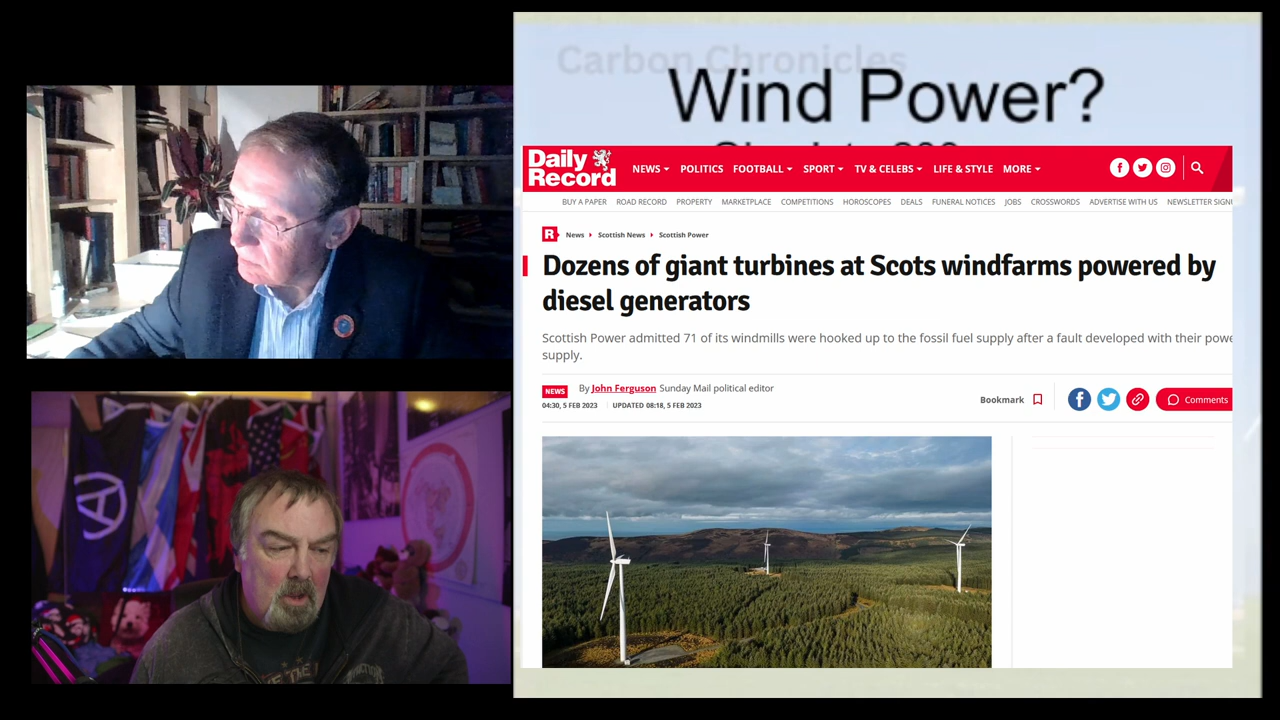 Carbon Chronicles
Wind Power?
Daily
Record
NEWS POLITICS FOOTBALL SPORT TV & CELEBS LIFE & STYLE MORE
BUY A PAPER ROAD RECORD PROPERTY MARKETPLACE COMPETITIONS HOROSCOPES DEALS FUNERAL NOTICES JOBS CROSSWORDS ADVERTISE WITH US NEWSLETTER
R News Scottish News Scottish Power
Dozens of giant turbines at Scots windfarms powered by
diesel generators
Scottish Power admitted 71 of its windmills were hooked up to the fossil fuel supply after a fault developed with their
supply.
NEWS By John Ferguson Sunday Mail political editor
04:30, 5 FEB 2023 UPDATED 08:18, 5 FEB 2023
Bookmark
Comments